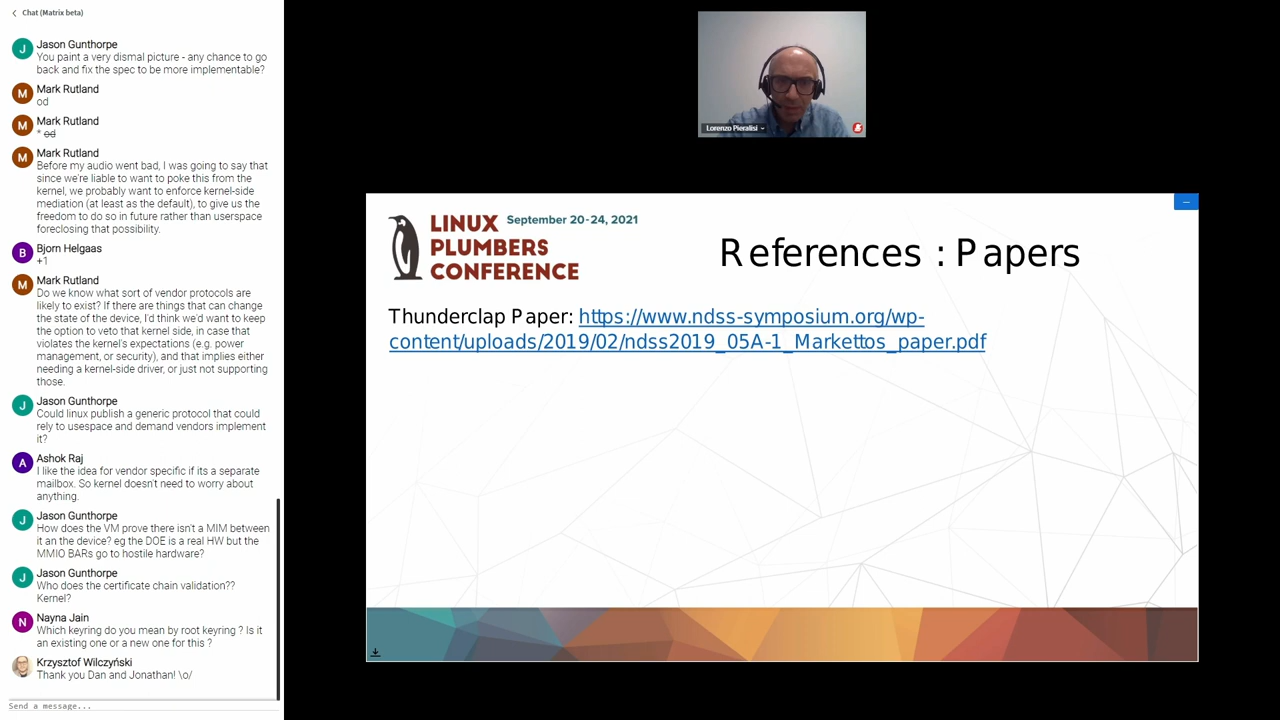 Chat (Matrix beta)
J
Jason Gunthorpe
You paint a very dismal picture - any chance to go
back and fix the spec to be more implementable?
M
Mark Rutland
od
M
Mark Rutland
* od
M
Mark Rutland
Before my audio went bad, I was going to say that
since we're liable to want to poke this from the
kernel, we probably want to enforce kernel-side
mediation (at least as the default), to give us the
freedom to do so in future rather than userspace
foreclosing that possibility.
B
Bjorn Helgaas
+1
M
Mark Rutland
Do we know what sort of vendor protocols are
likely to exist? If there are things that can change
the state of the device, I'd think we'd want to keep
the option to veto that kernel side, in case that
violates the kernel's expectations (e.g. power
management, or security), and that implies either
needing a kernel-side driver, or just not supporting
those.
J
Jason Gunthorpe
Could linux publish a generic protocol that could
rely to usespace and demand vendors implement
it?
A
Ashok Raj
I like the idea for vendor specific if its a separate
mailbox. So kernel doesn't need to worry about
anything.
J
Jason Gunthorpe
How does the VM prove there isn't a MIM between
it an the device? eg the DOE is a real HW but the
MMIO BARs go to hostile hardware?
J
Jason Gunthorpe
Who does the certificate chain validation??
Kernel?
N
Nayna Jain
Which keyring do you mean by root keyring ? Is it
an existing one or a new one for this ?
Krzysztof Wilczyński
Thank you Dan and Jonathan! \o/
Send a message...
Lorenzo Pieralisi
LINUX
September 20-24, 2021
PLUMBERS
CONFERENCE
References : Papers
Thunderclap Paper: https://www.ndss-symposium.org/wp-
content/uploads/2019/02/ndss2019_05A-1_Markettos_paper.pdf